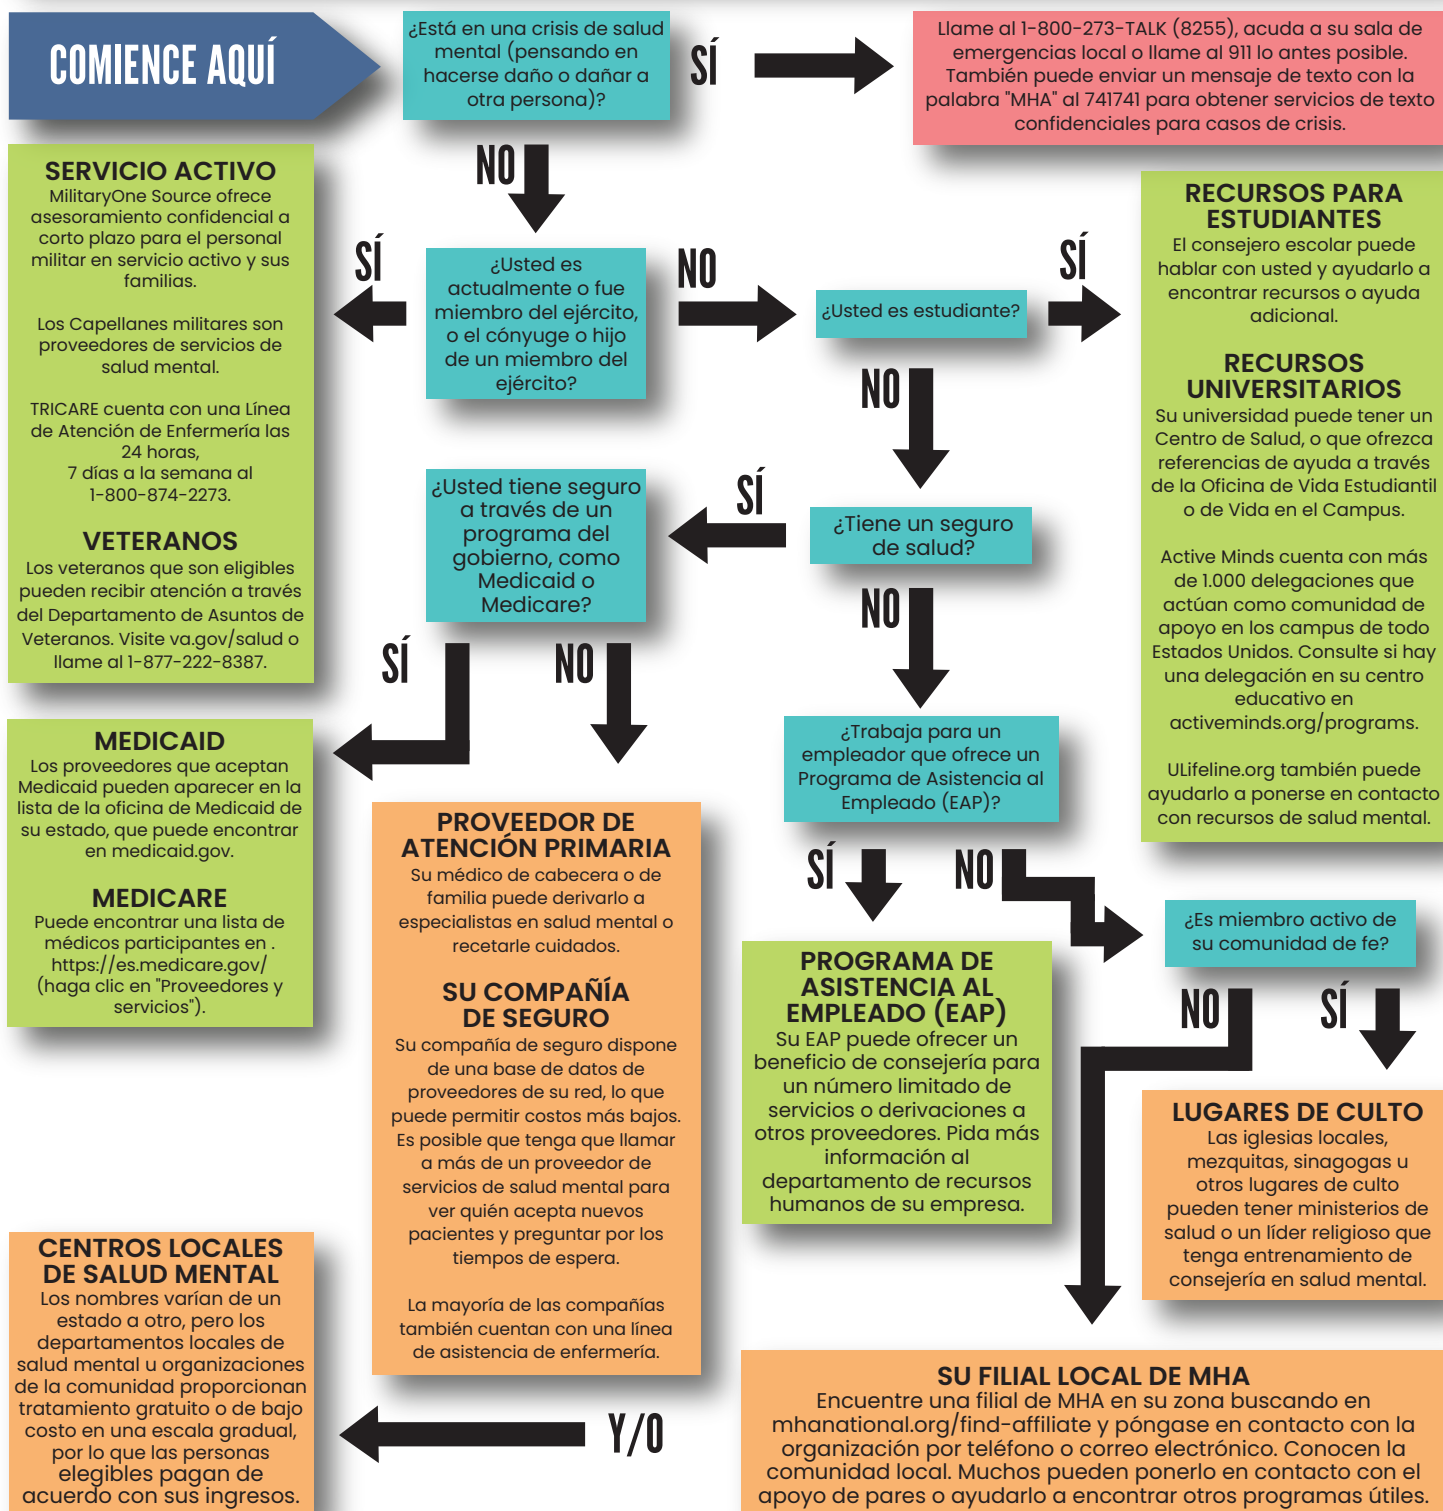 COMIENCE AQUÍ
¿Está en una crisis de salud
mental (pensando en
hacerse daño o dañar a
otra persona)?
SÍ
Llame al 1-800-273-TALK (8255), acuda a su sala de
emergencias local o llame al 911 lo antes posible.
También puede enviar un mensaje de texto con la
palabra "MHA" al 741741 para obtener servicios de texto
confidenciales para casos de crisis.
NO
SERVICIO ACTIVO
MilitaryOne Source ofrece
asesoramiento confidencial a
corto plazo para el personal
militar en servicio activo y sus
familias.
Los Capellanes militares son
proveedores de servicios de
salud mental.
TRICARE cuenta con una Línea
de Atención de Enfermería las
24 horas,
7 días a la semana al
1-800-874-2273.
VETERANOS
Los veteranos que son eligibles
pueden recibir atención a través
del Departamento de Asuntos de
Veteranos. Visite va.gov/salud o
llame al 1-877-222-8387.
SÍ
¿Usted es
actualmente o fue
miembro del ejército,
o el cónyuge o hijo
de un miembro del
ejército?
NO
¿Usted es estudiante?
SÍ
RECURSOS PARA
ESTUDIANTES
El consejero escolar puede
hablar con usted y ayudarlo a
encontrar recursos o ayuda
adicional.
RECURSOS
UNIVERSITARIOS
Su universidad puede tener un
Centro de Salud, o que ofrezca
referencias de ayuda a través
de la Oficina de Vida Estudiantil
o de Vida en el Campus.
Active Minds cuenta con más
de 1.000 delegaciones que
actúan como comunidad de
apoyo en los campus de todo
Estados Unidos. Consulte si hay
una delegación en su centro
educativo en
activeminds.org/programs.
ULifeline.org también puede
ayudarlo a ponerse en contacto
con recursos de salud mental.
NO
¿Tiene un seguro
de salud?
SÍ
¿Usted tiene seguro
a través de un
programa del
gobierno, como
Medicaid o
Medicare?
SÍ
NO
MEDICAID
Los proveedores que aceptan
Medicaid pueden aparecer en la
lista de la oficina de Medicaid de
su estado, que puede encontrar
en medicaid.gov.
MEDICARE
Puede encontrar una lista de
médicos participantes en .
https://es.medicare.gov/
(haga clic en "Proveedores y
servicios").
PROVEEDOR DE
ATENCIÓN PRIMARIA
Su médico de cabecera o de
familia puede derivarlo a
especialistas en salud mental o
recetarle cuidados.
SU COMPAÑÍA
DE SEGURO
Su compañía de seguro dispone
de una base de datos de
proveedores de su red, lo que
puede permitir costos más bajos.
Es posible que tenga que llamar
a más de un proveedor de
servicios de salud mental para
ver quién acepta nuevos
pacientes y preguntar por los
tiempos de espera.
La mayoría de las compañías
también cuentan con una línea
de asistencia de enfermería.
NO
¿Trabaja para un
empleador que ofrece un
Programa de Asistencia al
Empleado (EAP)?
SÍ
NO
PROGRAMA DE
ASISTENCIA AL
EMPLEADO (EAP)
Su EAP puede ofrecer un
beneficio de consejería para
un número limitado de
servicios o derivaciones a
otros proveedores. Pida más
información al
departamento de recursos
humanos de su empresa.
¿Es miembro activo de
su comunidad de fe?
NO
SÍ
LUGARES DE CULTO
Las iglesias locales,
mezquitas, sinagogas u
otros lugares de culto
pueden tener ministerios de
salud o un líder religioso que
tenga entrenamiento de
consejería en salud mental.
CENTROS LOCALES
DE SALUD MENTAL
Los nombres varían de un
estado a otro, pero los
departamentos locales de
salud mental u organizaciones
de la comunidad proporcionan
tratamiento gratuito o de bajo
costo en una escala gradual,
por lo que las personas
elegibles pagan de
acuerdo con sus ingresos.
Y/O
SU FILIAL LOCAL DE MHA
Encuentre una filial de MHA en su zona buscando en
mhanational.org/find-affiliate y póngase en contacto con la
organización por teléfono o correo electrónico. Conocen la
comunidad local. Muchos pueden ponerlo en contacto con el
apoyo de pares o ayudarlo a encontrar otros programas útiles.